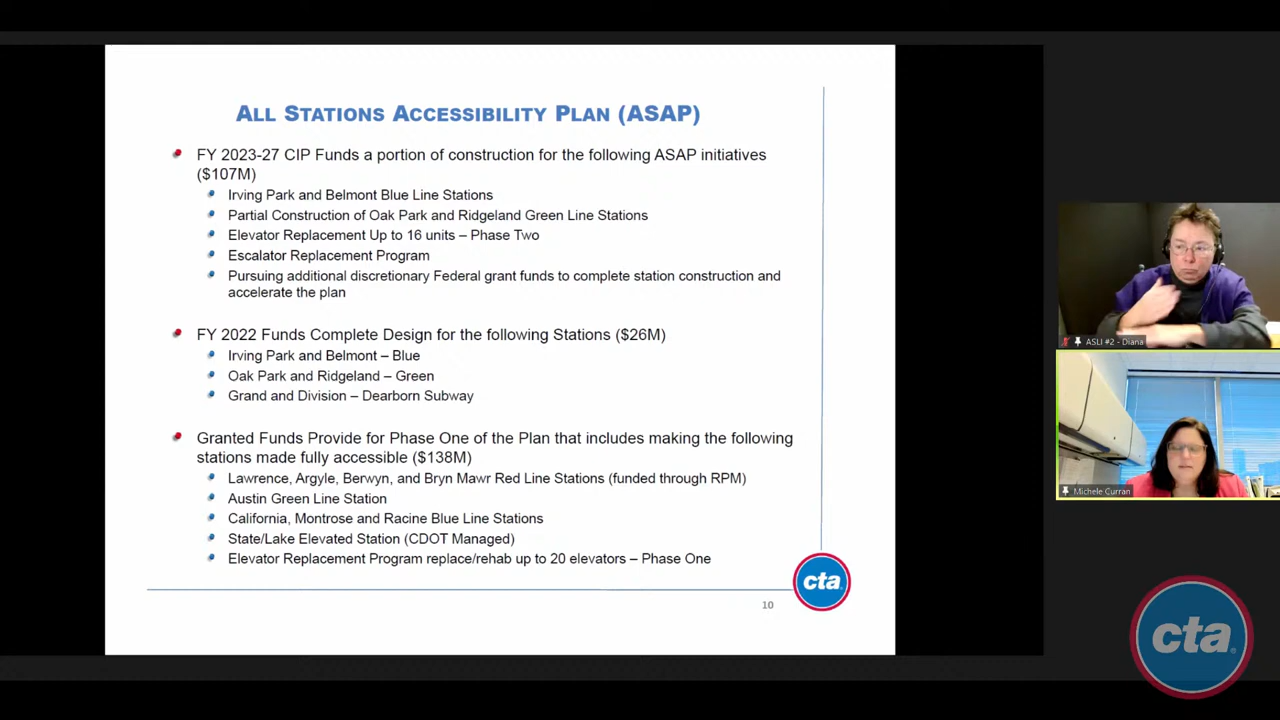 ALL STATIONS ACCESSIBILITY PLAN (ASAP)
FY 2023-27 CIP Funds a portion of construction for the following ASAP initiatives
($107M)
Irving Park and Belmont Blue Line Stations
Partial Construction of Oak Park and Ridgeland Green Line Stations
Elevator Replacement Up to 16 units – Phase Two
Escalator Replacement Program
Pursuing additional discretionary Federal grant funds to complete station construction and
accelerate the plan
FY 2022 Funds Complete Design for the following Stations ($26M)
Irving Park and Belmont – Blue
Oak Park and Ridgeland – Green
Grand and Division – Dearborn Subway
Granted Funds Provide for Phase One of the Plan that includes making the following
stations made fully accessible ($138M)
Lawrence, Argyle, Berwyn, and Bryn Mawr Red Line Stations (funded through RPM)
Austin Green Line Station
California, Montrose and Racine Blue Line Stations
State/Lake Elevated Station (CDOT Managed)
Elevator Replacement Program replace/rehab up to 20 elevators – Phase One
cta
10
ASLI #2 - Diana
Michele Curran
cta